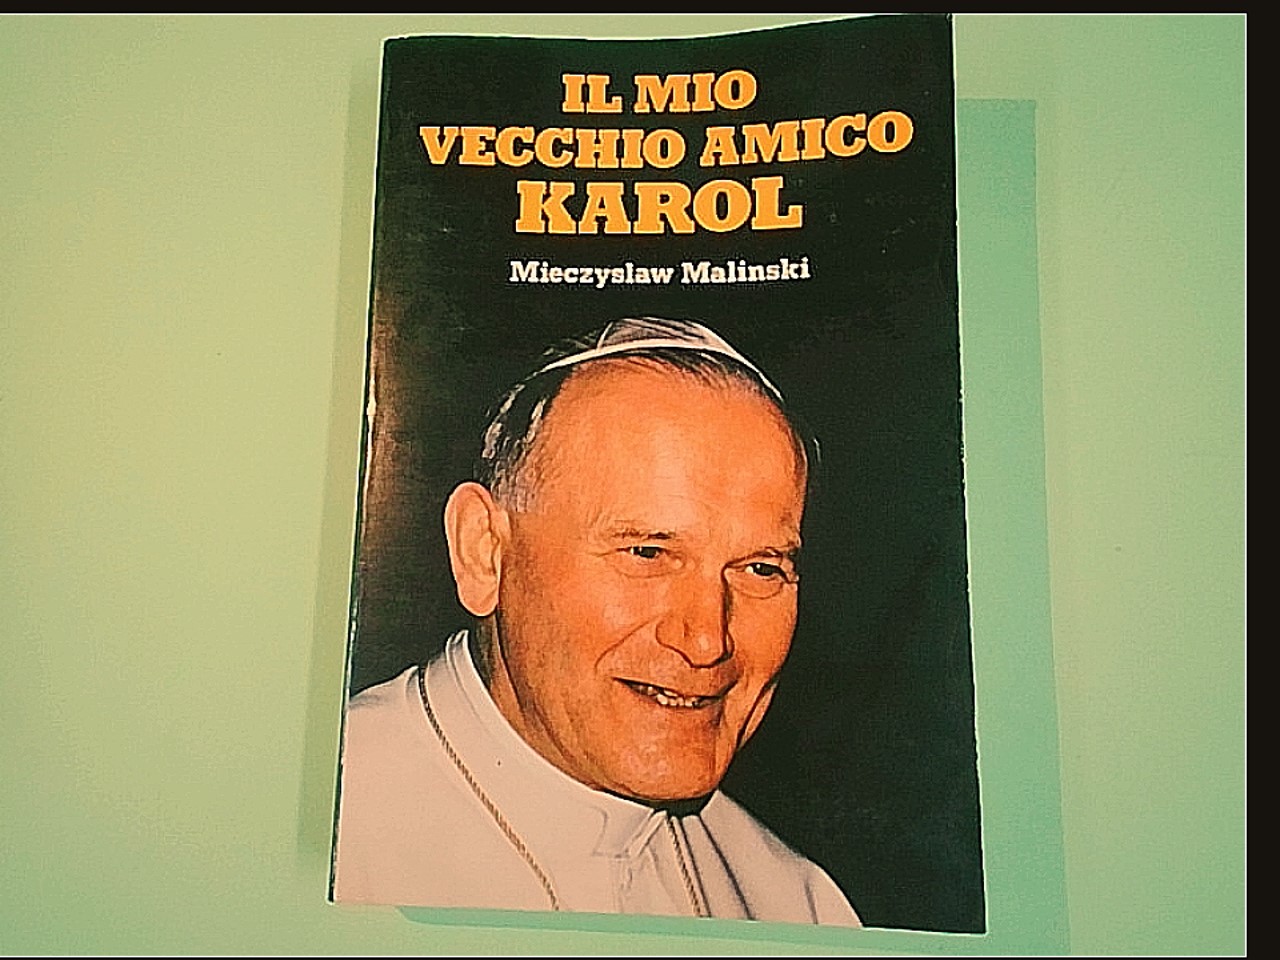 IL MIO
VECCHIO AMICO
KAROL
Mieczyslaw Malinski